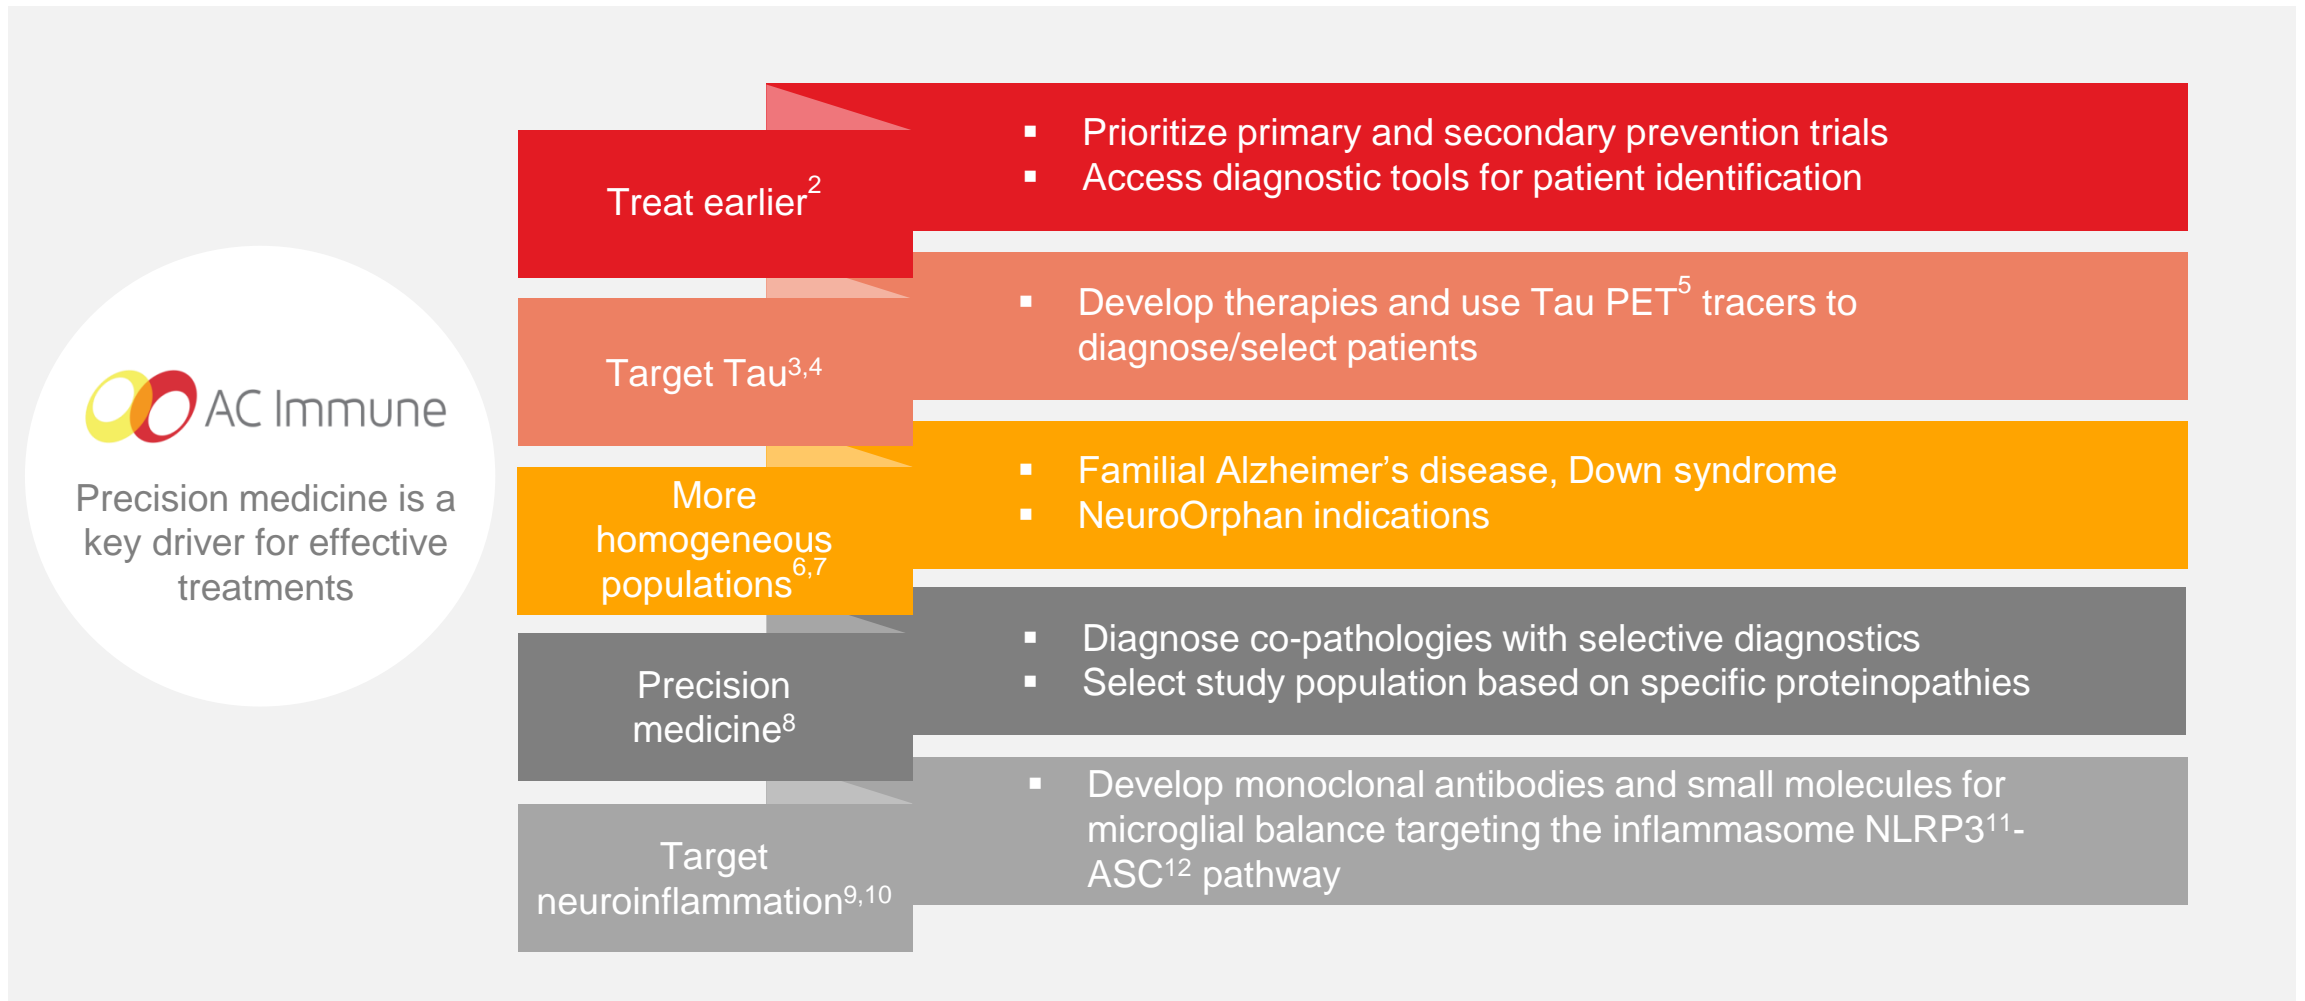 AC Immune
Precision medicine is a
key driver for effective
treatments
Treat earlier2
▪ Prioritize primary and secondary prevention trials
▪ Access diagnostic tools for patient identification
Target Tau3,4
▪ Develop therapies and use Tau PET5 tracers to
diagnose/select patients
More
homogeneous
populations6,7
▪ Familial Alzheimer’s disease, Down syndrome
▪ NeuroOrphan indications
Precision
medicine8
▪ Diagnose co-pathologies with selective diagnostics
▪ Select study population based on specific proteinopathies
Target
neuroinflammation9,10
▪ Develop monoclonal antibodies and small molecules for
microglial balance targeting the inflammasome NLRP311-
ASC12 pathway